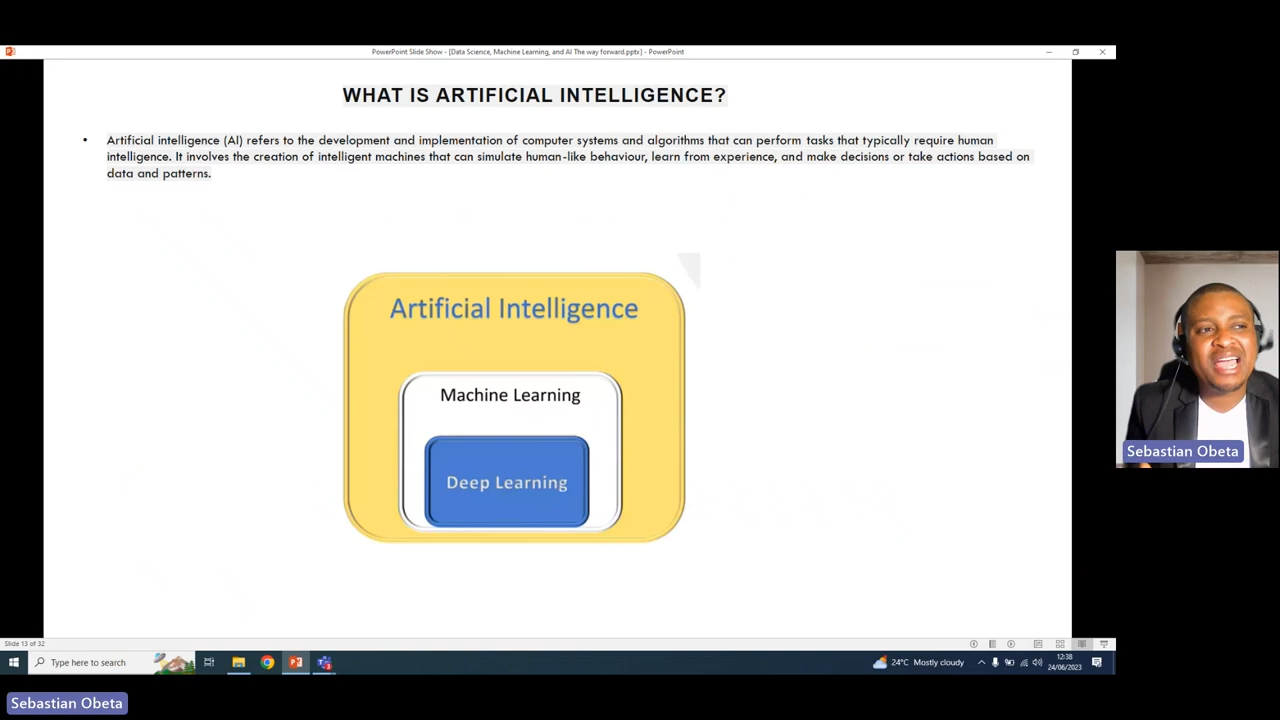 PowerPoint Slide Show - [Data Science, Machine Learning, and AI The way forward.pptx] - PowerPoint
WHAT IS ARTIFICIAL INTELLIGENCE?
• Artificial intelligence (AI) refers to the development and implementation of computer systems and algorithms that can perform tasks that typically require human
intelligence. It involves the creation of intelligent machines that can simulate human-like behaviour, learn from experience, and make decisions or take actions based on
data and patterns.
Artificial Intelligence
Machine Learning
Deep Learning
Sebastian Obeta
Slide 13 of 32
Type here to search
24°C Mostly cloudy
12:38
24/06/2023
Sebastian Obeta